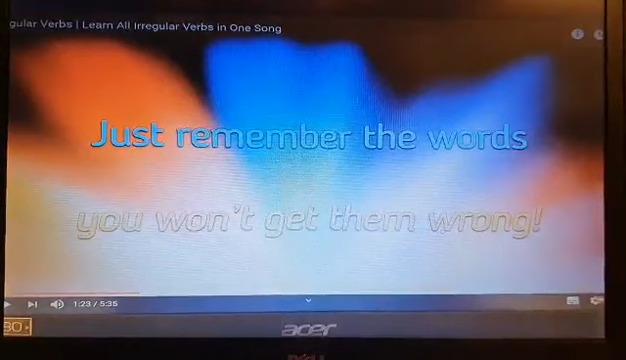 gular Verbs | Learn All Irregular Verbs in One Song
Just remember the words
you won't get them wrong!
1:23 / 5:35
acer